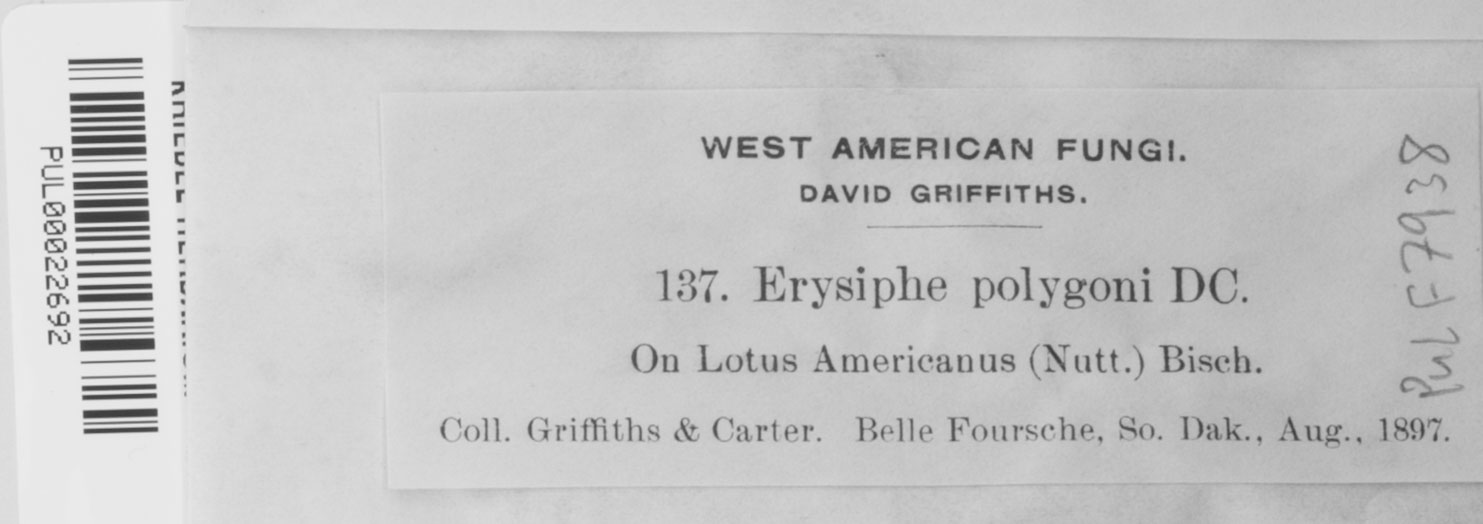 WEST AMERICAN FUNGI.
DAVID GRIFFITHS.
137. Erysiphe polygoni DC.
On Lotus Americanus (Nutt.) Bisch.
Coll. Griffiths & Carter. Belle Foursche, So. Dak., Aug., 1897.
Pul F7938
PUL00022692